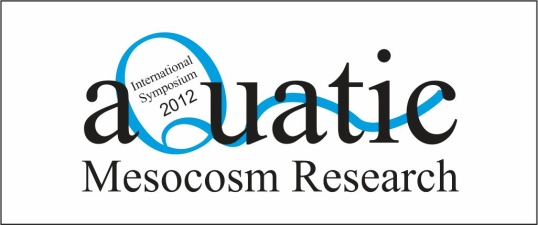 International
Symposium
2012
aQuatic
Mesocosm Research